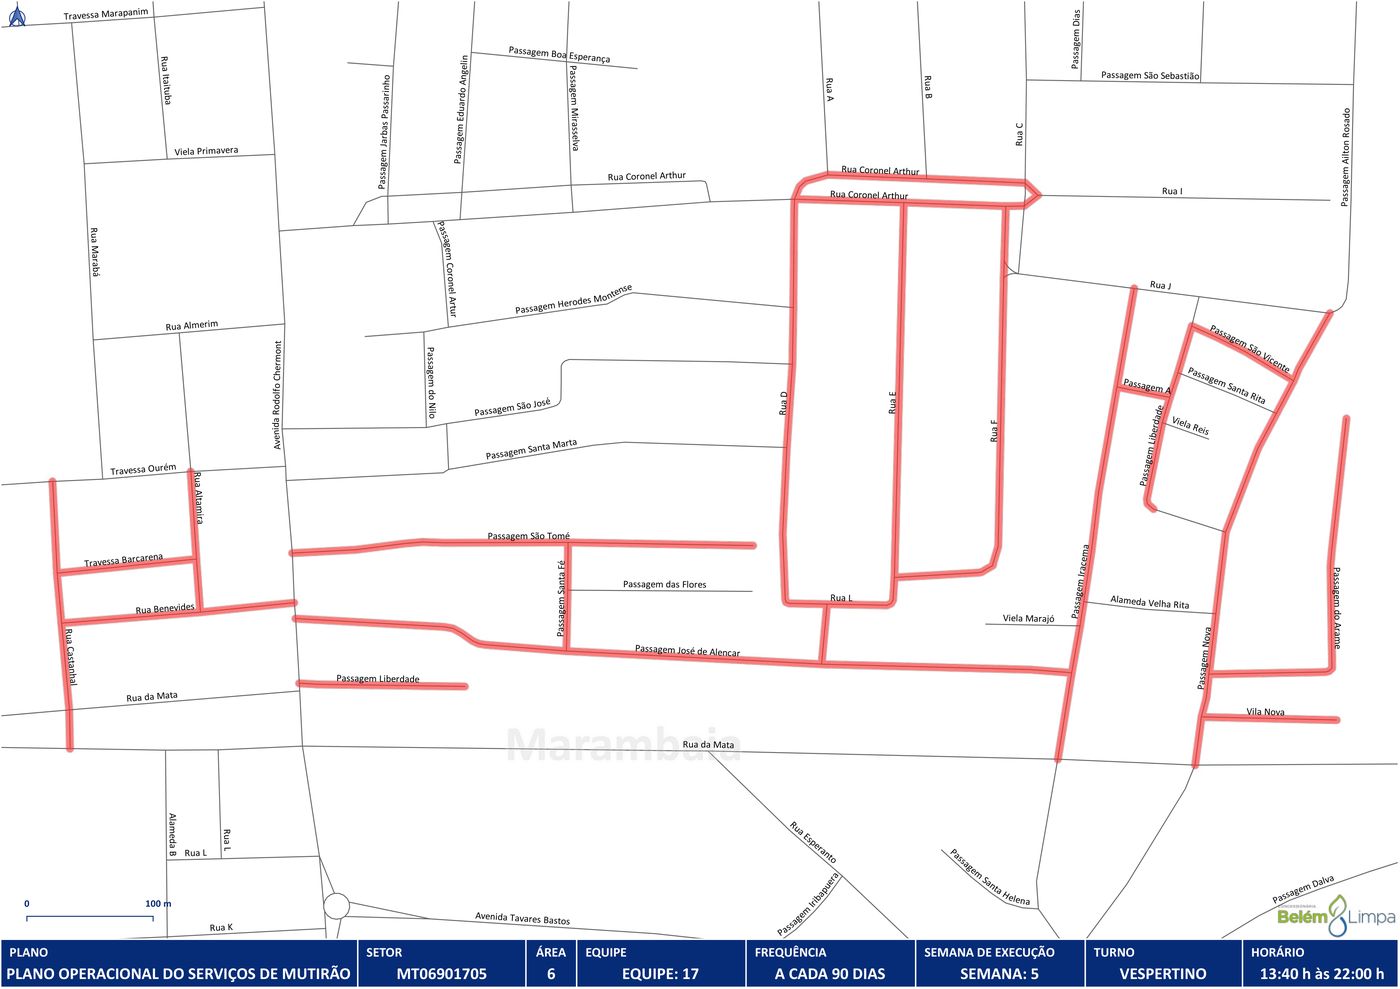 Travessa Marapanim
Rua Itaituba
Viela Primavera
Rua Marabá
Rua Almerim
Avenida Rodolfo Chermont
Travessa Ourém
Rua Altamira
Travessa Barcarena
Rua Benevides
Rua Castanhal
Rua da Mata
Passagem Jarbas Passarinho
Passagem Eduardo Angelin
Passagem Boa Esperança
Passagem Mirasselva
Rua Coronel Arthur
Passagem Coronel Artur
Passagem Herodes Montense
Passagem do Nilo
Passagem São José
Passagem Santa Marta
Passagem São Tomé
Passagem Santa Fé
Passagem das Flores
Passagem José de Alencar
Passagem Liberdade
Rua A
Rua B
Rua C
Passagem Dias
Passagem São Sebastião
Passagem Ailton Rosado
Rua Coronel Arthur
Rua Coronel Arthur
Rua I
Rua J
Rua D
Rua E
Rua F
Rua L
Passagem São Vicente
Passagem Santa Rita
Passagem A
Viela Reis
Passagem Liberdade
Passagem Iracema
Alameda Velha Rita
Viela Marajó
Passagem Nova
Passagem do Arame
Vila Nova
Marambaia
Rua da Mata
Alameda B
Rua L
Rua L
Rua K
Avenida Tavares Bastos
Rua Esperanto
Passagem Ibirapuera
Passagem Santa Helena
Passagem Dalva
0 100 m
CONCESSIONÁRIA
Belém Limpa
PLANO
PLANO OPERACIONAL DO SERVIÇOS DE MUTIRÃO
SETOR
MT06901705
ÁREA
6
EQUIPE
EQUIPE: 17
FREQUÊNCIA
A CADA 90 DIAS
SEMANA DE EXECUÇÃO
SEMANA: 5
TURNO
VESPERTINO
HORÁRIO
13:40 h às 22:00 h